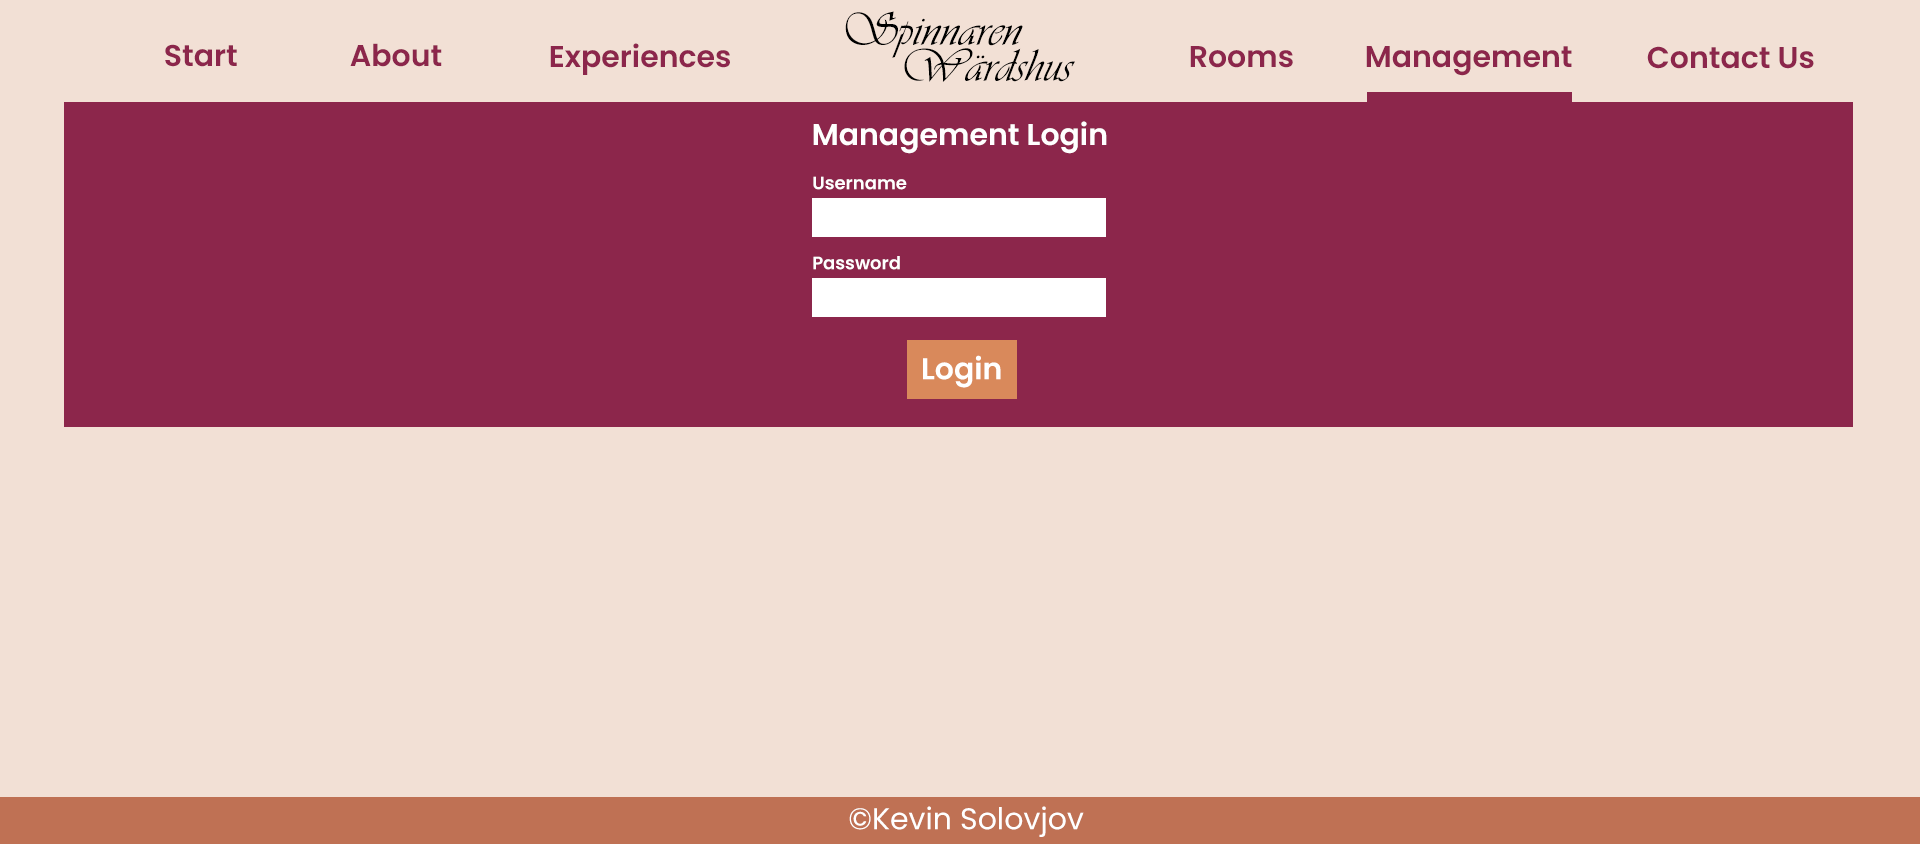 Start
About
Experiences
Spinnaren
Wärdshus
Rooms
Management
Contact Us
Management Login
Username
Password
Login
©Kevin Solovjov